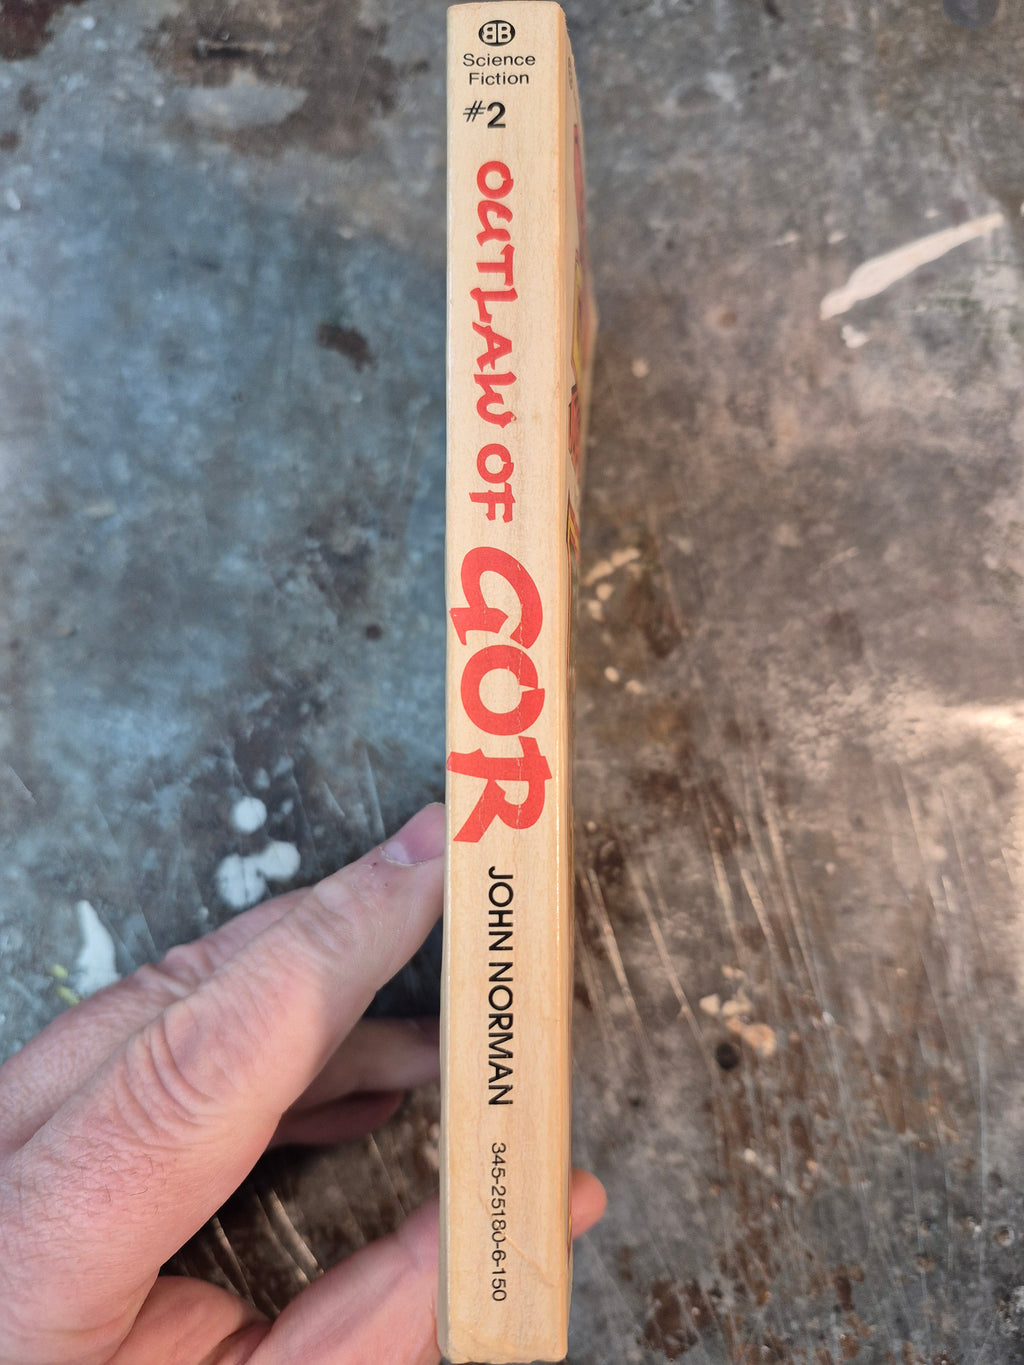 BB
Science
Fiction
#2
OUTLAW OF
GOR
JOHN NORMAN
345-25180-6-150